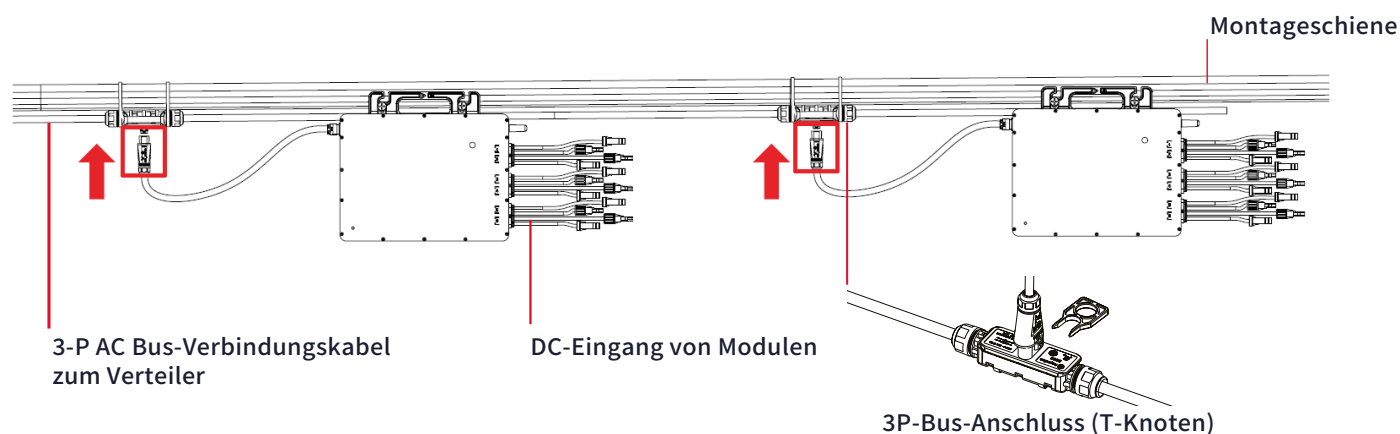 Montageschiene
3-P AC Bus-Verbindungskabel
zum Verteiler
DC-Eingang von Modulen
3P-Bus-Anschluss (T-Knoten)